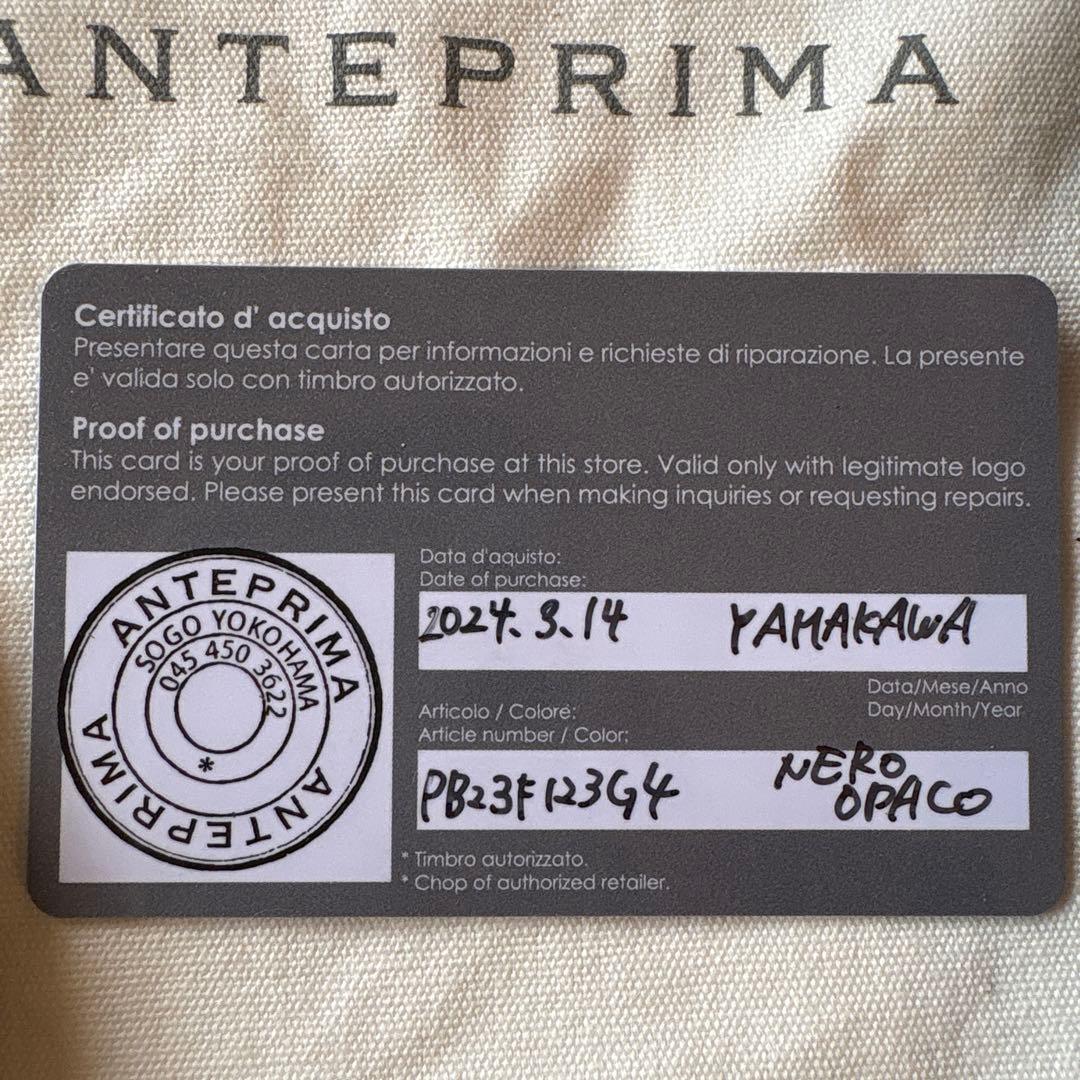 ANTEPRIMA
Certificato d' acquisto
Presentare questa carta per informazioni e richieste di riparazione. La presente
e' valida solo con timbro autorizzato.
Proof of purchase
This card is your proof of purchase at this store. Valid only with legitimate logo
endorsed. Please present this card when making inquiries or requesting repairs.
ANTEPRIMA
SOGO YOKOHAMA
045 450 3622
*
ANTEPRIMA
Data d'aquisto:
Date of purchase:
2024. 3. 14 YAMAKAWA
Data/Mese/Anno
Day/Month/Year
Articolo / Colore:
Article number / Color:
PB23F123G4 NERO
OPACO
* Timbro autorizzato.
* Chop of authorized retailer.